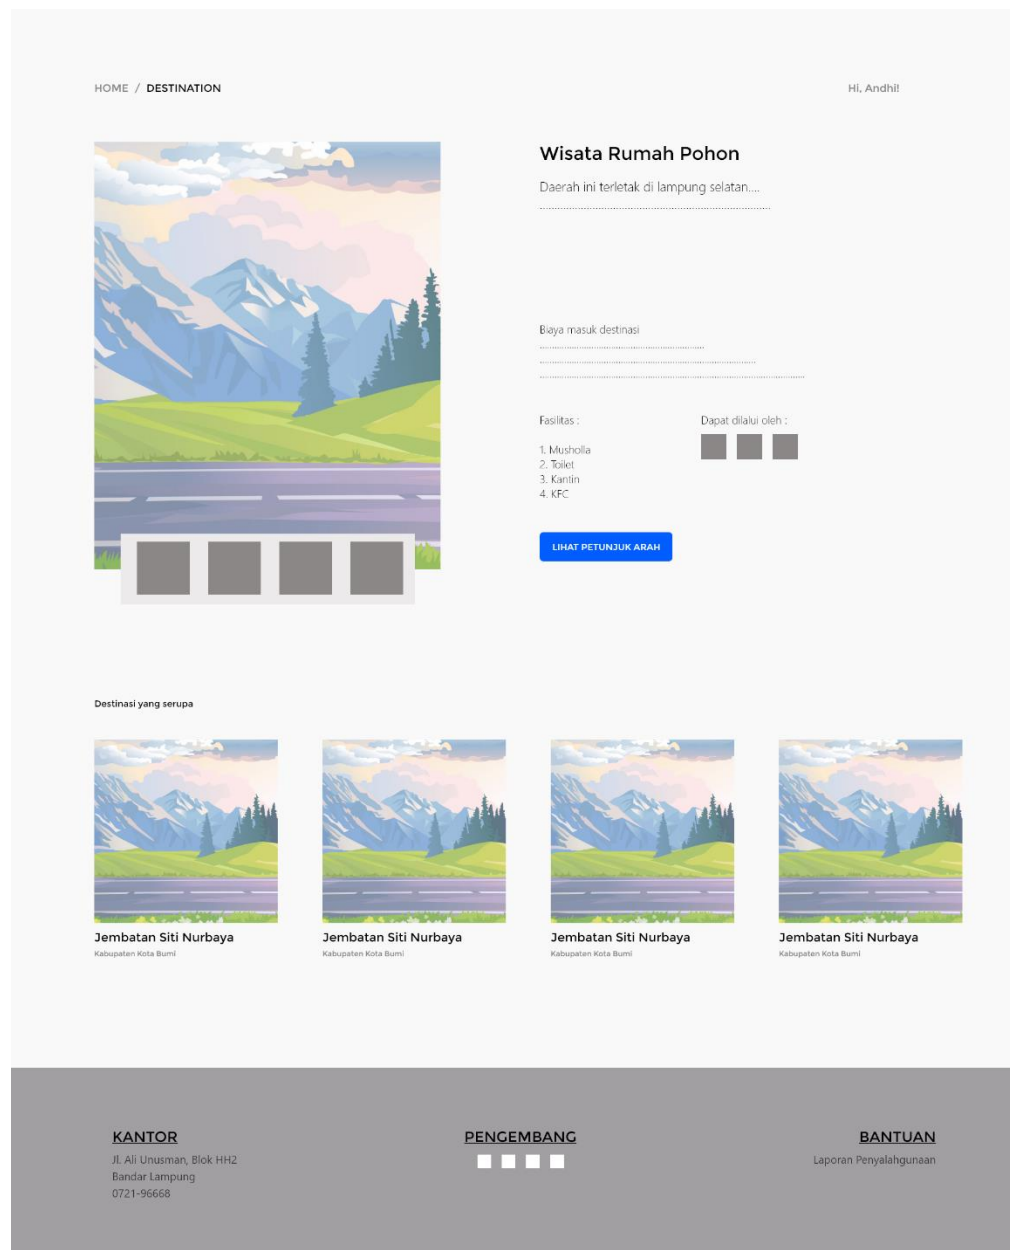 HOME / DESTINATION
Hi, Andhi!
Wisata Rumah Pohon
Daerah ini terletak di lampung selatan....
Biaya masuk destinasi
Fasilitas :
1. Musholla
2. Toilet
3. Kantin
4. KFC
Dapat dilalui oleh :
LIHAT PETUNJUK ARAH
Destinasi yang serupa
Jembatan Siti Nurbaya
Kabupaten Kota Bumi
Jembatan Siti Nurbaya
Kabupaten Kota Bumi
Jembatan Siti Nurbaya
Kabupaten Kota Bumi
Jembatan Siti Nurbaya
Kabupaten Kota Bumi
KANTOR
Jl. Ali Unusman, Blok HH2
Bandar Lampung
0721-96668
PENGEMBANG
BANTUAN
Laporan Penyalahgunaan